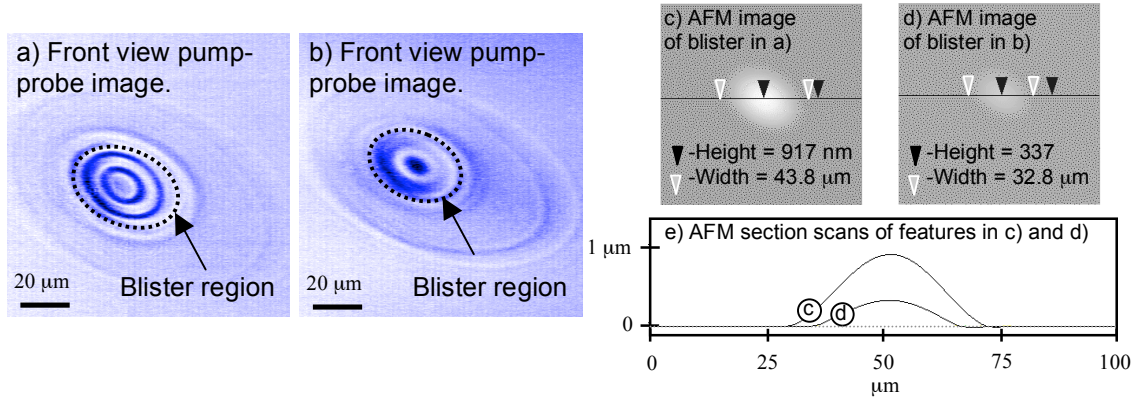 a) Front view pump-
probe image.
20 μm
Blister region
b) Front view pump-
probe image.
20 μm
Blister region
c) AFM image
of blister in a)
-Height = 917 nm
-Width = 43.8 μm
d) AFM image
of blister in b)
-Height = 337
-Width = 32.8 μm
e) AFM section scans of features in c) and d)
1 μm
0
c
d
0 25 50 75 100
μm